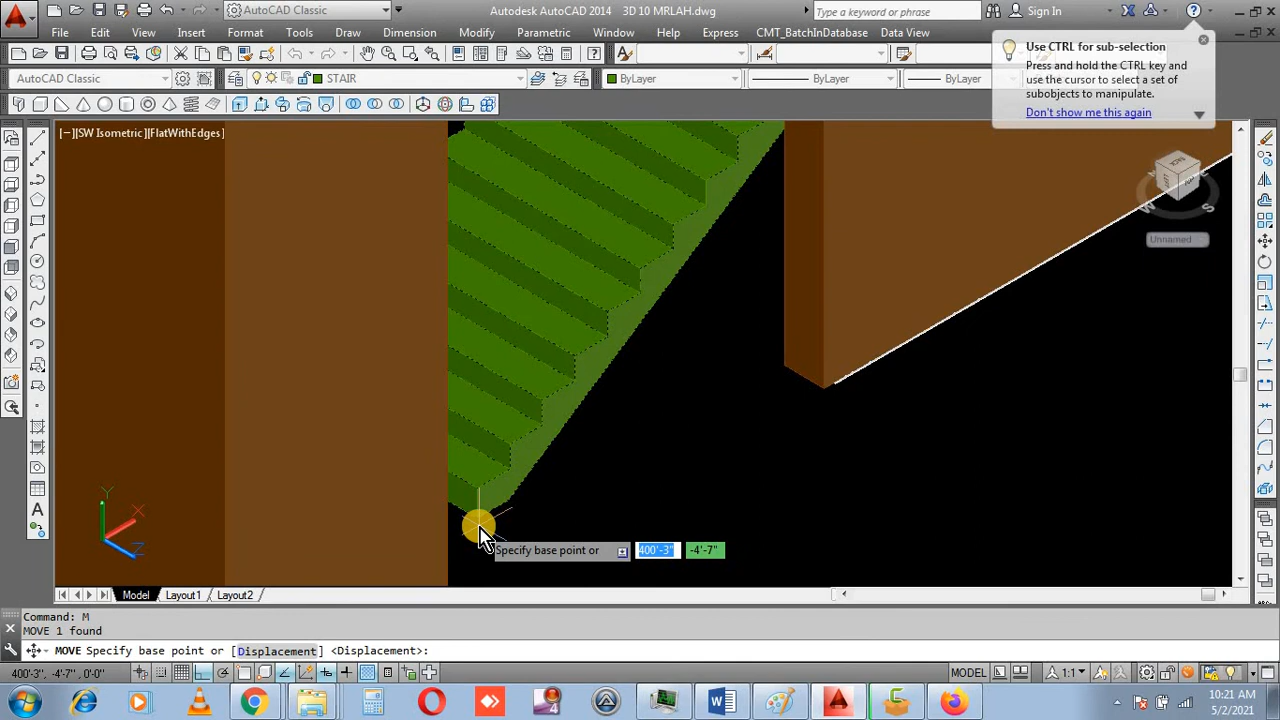 AutoCAD Classic
Autodesk AutoCAD 2014 3D 10 MRLAH.dwg
Type a keyword or phrase
Sign In
File Edit View Insert Format Tools Draw Dimension Modify Parametric Window Help Express CMT_BatchInDatabase Data View
AutoCAD Classic
STAIR
ByLayer
ByLayer
ByLayer
Use CTRL for sub-selection
Press and hold the CTRL key and
use the cursor to select a set of
subobjects to manipulate.
Don't show me this again
[−][SW Isometric][FlatWithEdges]
W
S
Unnamed
Y
X
Z
Specify base point or
400'-3"
-4'-7"
Model Layout1 Layout2
Command: M
MOVE 1 found
MOVE Specify base point or [Displacement] <Displacement>:
400'-3", -4'-7", 0'-0"
MODEL
1:1
10:21 AM
5/2/2021